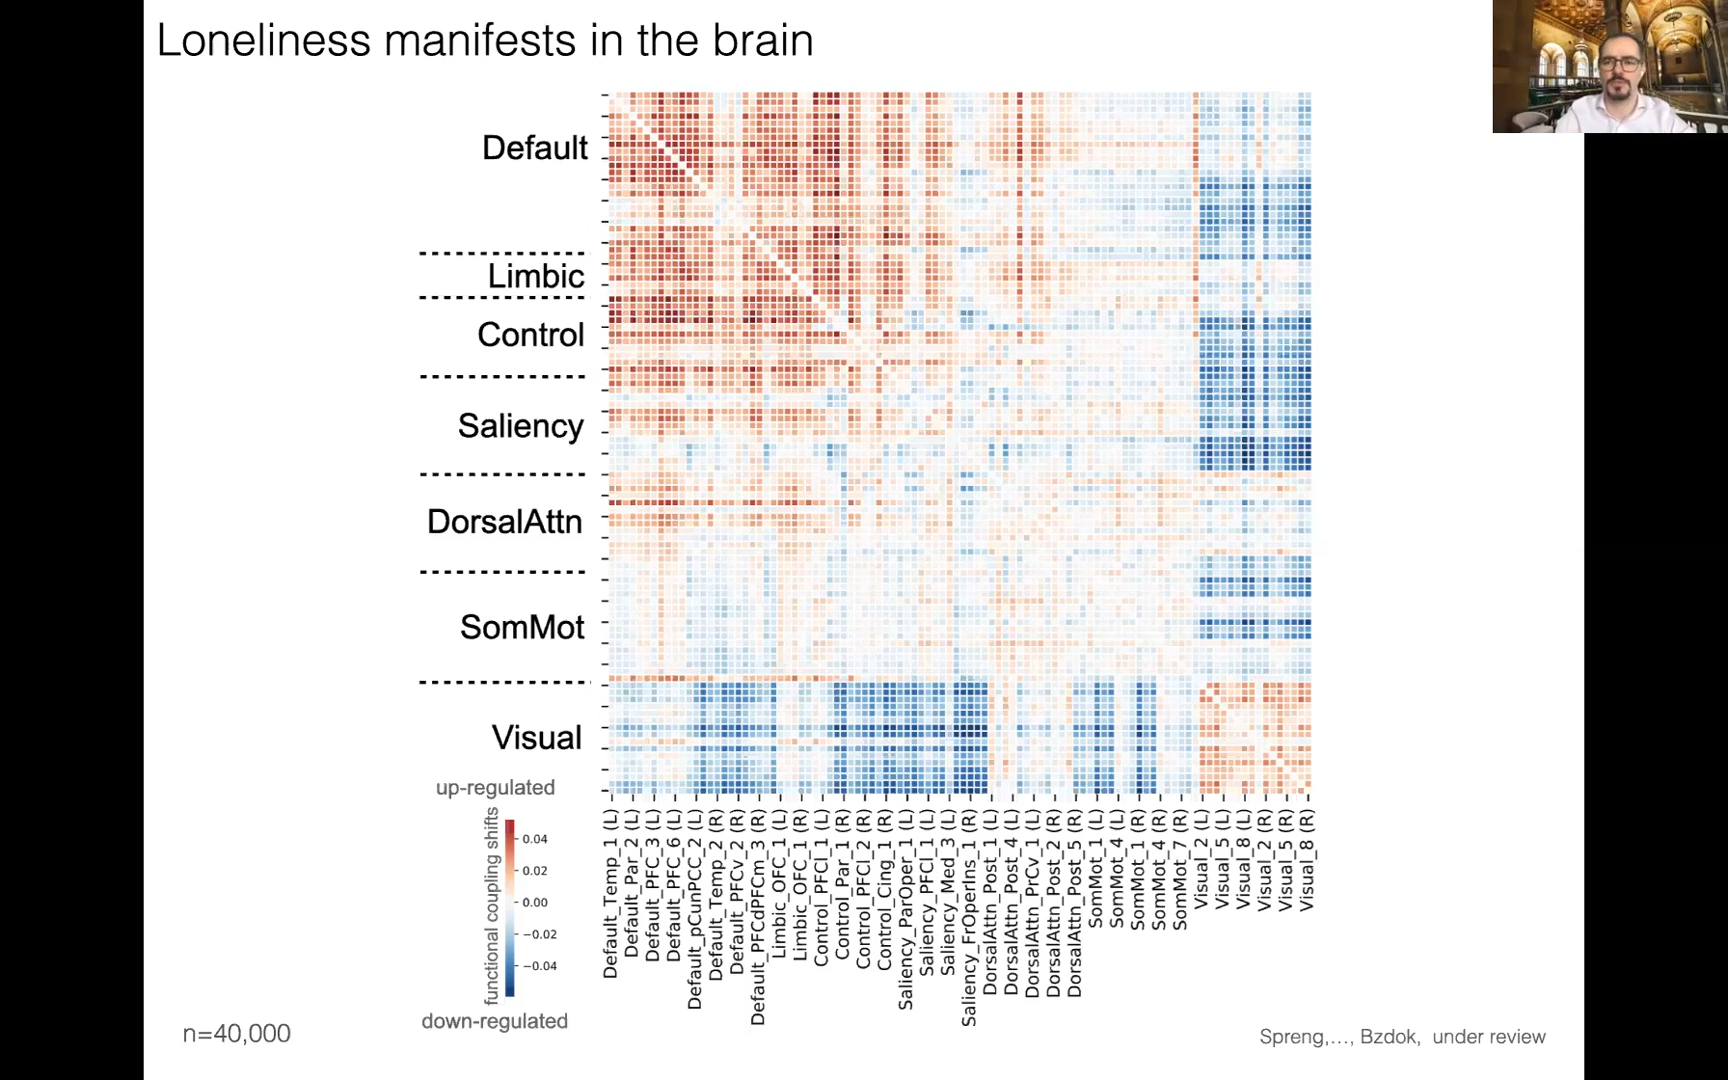 Loneliness manifests in the brain
Default
Limbic
Control
Saliency
DorsalAttn
SomMot
Visual
up-regulated
functional coupling shifts
0.04
0.02
0.00
−0.02
−0.04
down-regulated
Default_Temp_1 (L)
Default_Par_2 (L)
Default_PFC_3 (L)
Default_PFC_6 (L)
Default_pCunPCC_2 (L)
Default_Temp_2 (R)
Default_PFCv_2 (R)
Default_PFCdPFCm_3 (R)
Limbic_OFC_1 (L)
Limbic_OFC_1 (R)
Control_PFCl_1 (L)
Control_Par_1 (R)
Control_PFCl_2 (R)
Control_Cing_1 (R)
Saliency_ParOper_1 (L)
Saliency_PFCl_1 (L)
Saliency_Med_3 (L)
Saliency_FrOperIns_1 (R)
DorsalAttn_Post_1 (L)
DorsalAttn_Post_4 (L)
DorsalAttn_PrCv_1 (L)
DorsalAttn_Post_2 (R)
DorsalAttn_Post_5 (R)
SomMot_1 (L)
SomMot_4 (L)
SomMot_1 (R)
SomMot_4 (R)
SomMot_7 (R)
Visual_2 (L)
Visual_5 (L)
Visual_8 (L)
Visual_2 (R)
Visual_5 (R)
Visual_8 (R)
n=40,000
Spreng,..., Bzdok, under review